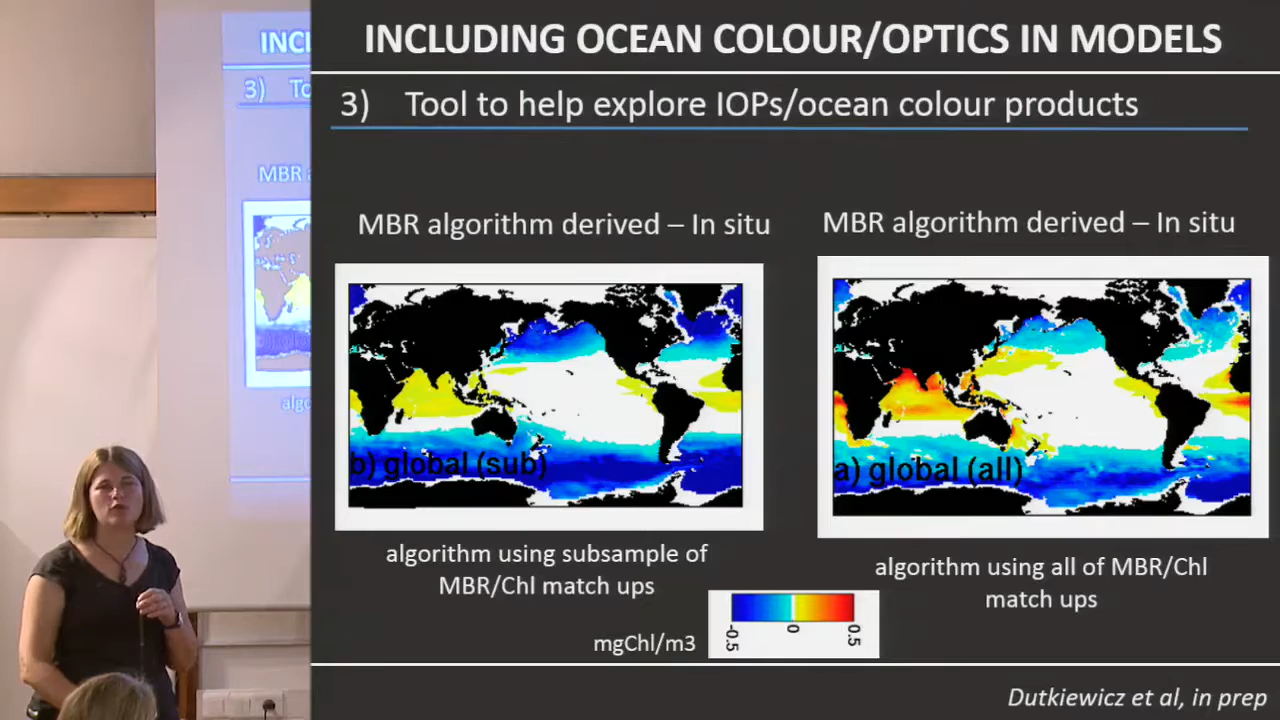 INCLUDING OCEAN COLOUR/OPTICS IN MODELS
3) Tool to help explore IOPs/ocean colour products
MBR algorithm derived – In situ
MBR algorithm derived – In situ
b) global (sub)
a) global (all)
algorithm using subsample of
MBR/Chl match ups
algorithm using all of MBR/Chl
match ups
mgChl/m3
-0.5
0
0.5
Dutkiewicz et al, in prep
INCL
3) To
MBR a
algo